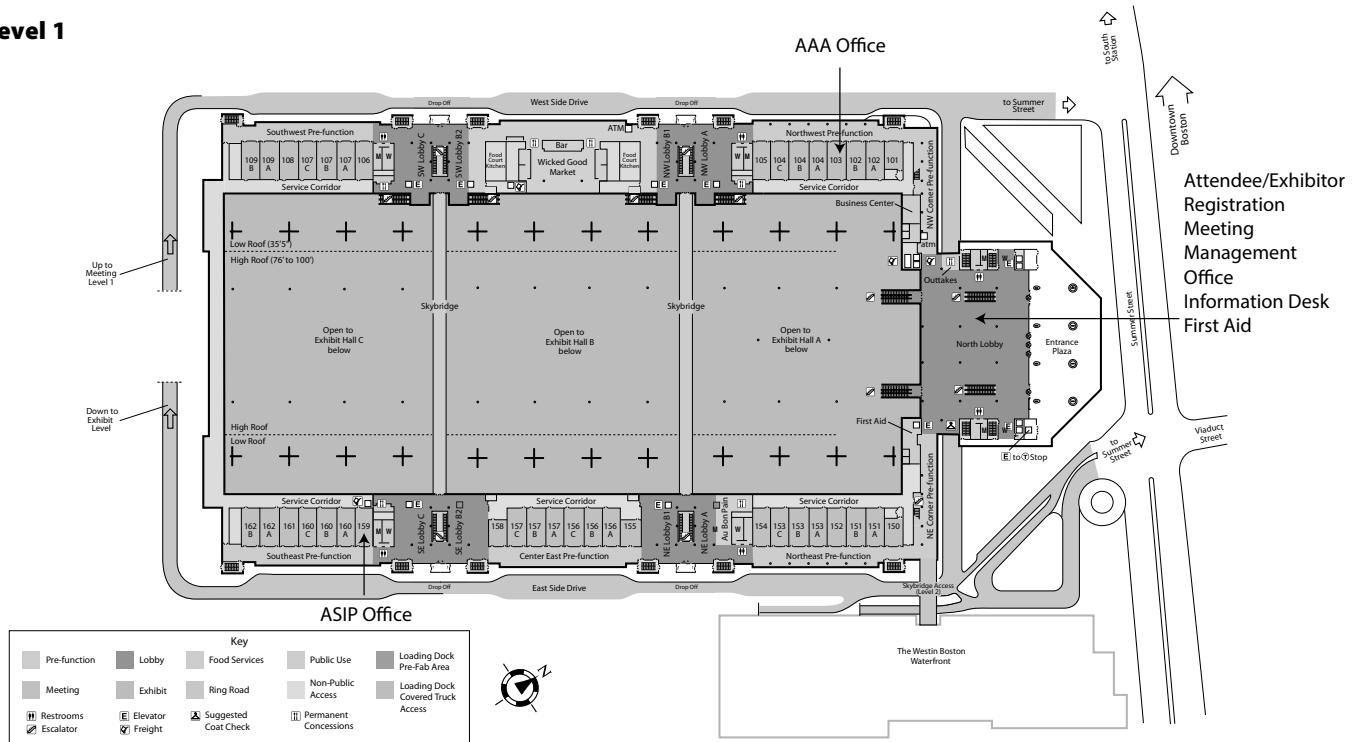 evel 1
AAA Office
to South
Station
Downtown
Boston
Drop Off
West Side Drive
Drop Off
to Summer
Street
Southwest Pre-function
SW Lobby C
SW Lobby B2
ATM
Bar
Food
Court
Kitchen
Wicked Good
Market
Food
Court
Kitchen
NW Lobby B1
NW Lobby A
Northwest Pre-function
109 B
109 A
108
107 C
107 B
107 A
106
M W
W M
105
104 C
104 B
104 A
103
102 B
102 A
101
Service Corridor
E
E
E
E
Service Corridor
NW Corner Pre-function
Business Center
atm
Attendee/Exhibitor
Registration
Meeting
Management
Office
Information Desk
First Aid
Low Roof (35'5")
High Roof (76' to 100')
Up to
Meeting
Level 1
Outtakes
M W
E
Skybridge
Skybridge
Summer Street
Open to
Exhibit Hall C
below
Open to
Exhibit Hall B
below
Open to
Exhibit Hall A
below
North Lobby
Entrance
Plaza
Down to
Exhibit
Level
High Roof
Low Roof
First Aid
E
M W
E
E to T Stop
to
Summer
Street
Viaduct
Street
Service Corridor
Service Corridor
Service Corridor
E
E
162 B
162 A
161
160 C
160 B
160 A
159
M W
SE Lobby C
SE Lobby B2
158
157 C
157 B
157 A
156 C
156 B
156 A
155
NE Lobby B1
NE Lobby A
M
Au Bon Pain
W
154
153 C
153 B
153 A
152
151 B
151 A
150
NE Corner Pre-function
Southeast Pre-function
Center East Pre-function
Northeast Pre-function
Drop Off
East Side Drive
Drop Off
Skybridge Access
(Level 2)
ASIP Office
The Westin Boston
Waterfront
N
Key
Pre-function
Lobby
Food Services
Public Use
Loading Dock
Pre-Fab Area
Meeting
Exhibit
Ring Road
Non-Public
Access
Loading Dock
Covered Truck
Access
Restrooms
E Elevator
Suggested
Coat Check
Permanent
Concessions
Escalator
Freight